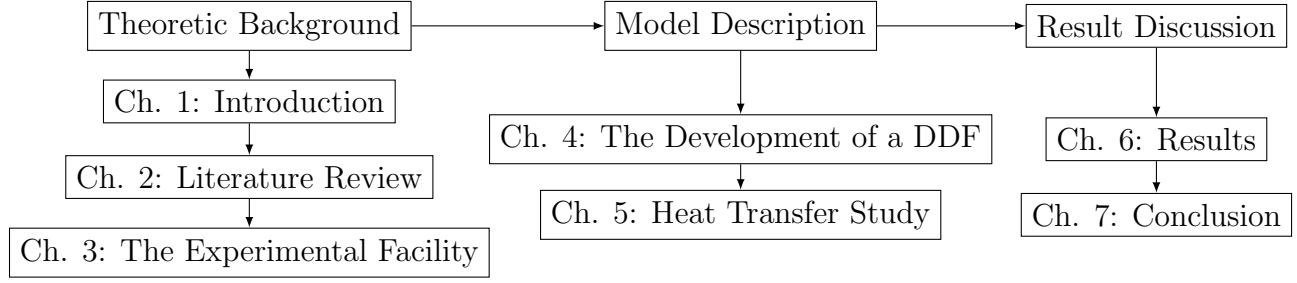 Theoretic Background
Model Description
Result Discussion
Ch. 1: Introduction
Ch. 2: Literature Review
Ch. 3: The Experimental Facility
Ch. 4: The Development of a DDF
Ch. 5: Heat Transfer Study
Ch. 6: Results
Ch. 7: Conclusion